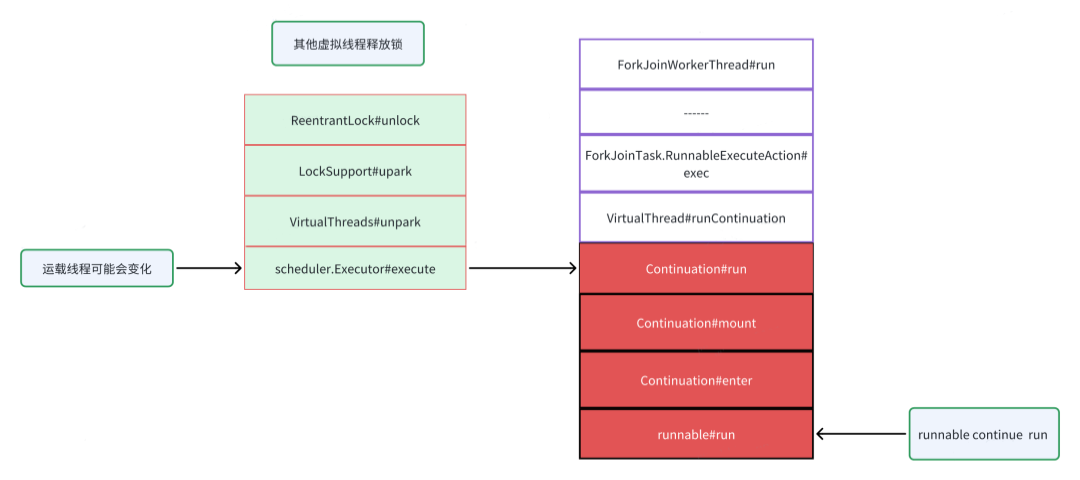 其他虚拟线程释放锁
ReentrantLock#unlock
LockSupport#upark
VirtualThreads#unpark
scheduler.Executor#execute
运载线程可能会变化
ForkJoinWorkerThread#run
------
ForkJoinTask.RunnableExecuteAction#
exec
VirtualThread#runContinuation
Continuation#run
Continuation#mount
Continuation#enter
runnable#run
runnable continue run